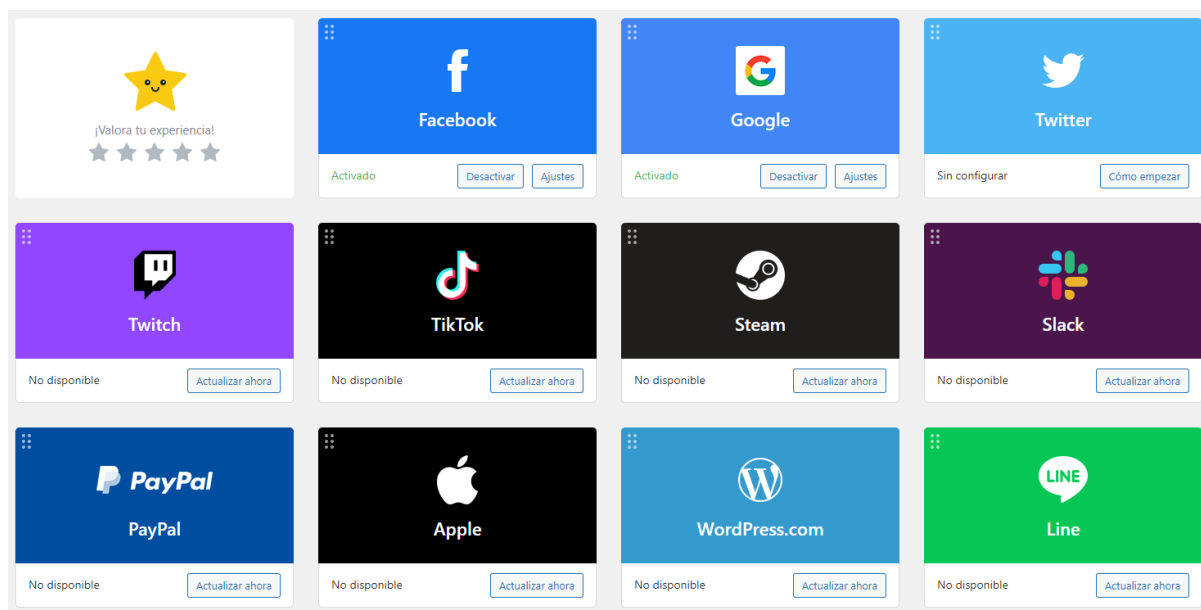 ¡Valora tu experiencia!
Facebook
Activado
Desactivar
Ajustes
Google
Activado
Desactivar
Ajustes
Twitter
Sin configurar
Cómo empezar
Twitch
No disponible
Actualizar ahora
TikTok
No disponible
Actualizar ahora
Steam
No disponible
Actualizar ahora
Slack
No disponible
Actualizar ahora
PayPal
PayPal
No disponible
Actualizar ahora
Apple
No disponible
Actualizar ahora
WordPress.com
No disponible
Actualizar ahora
LINE
Line
No disponible
Actualizar ahora